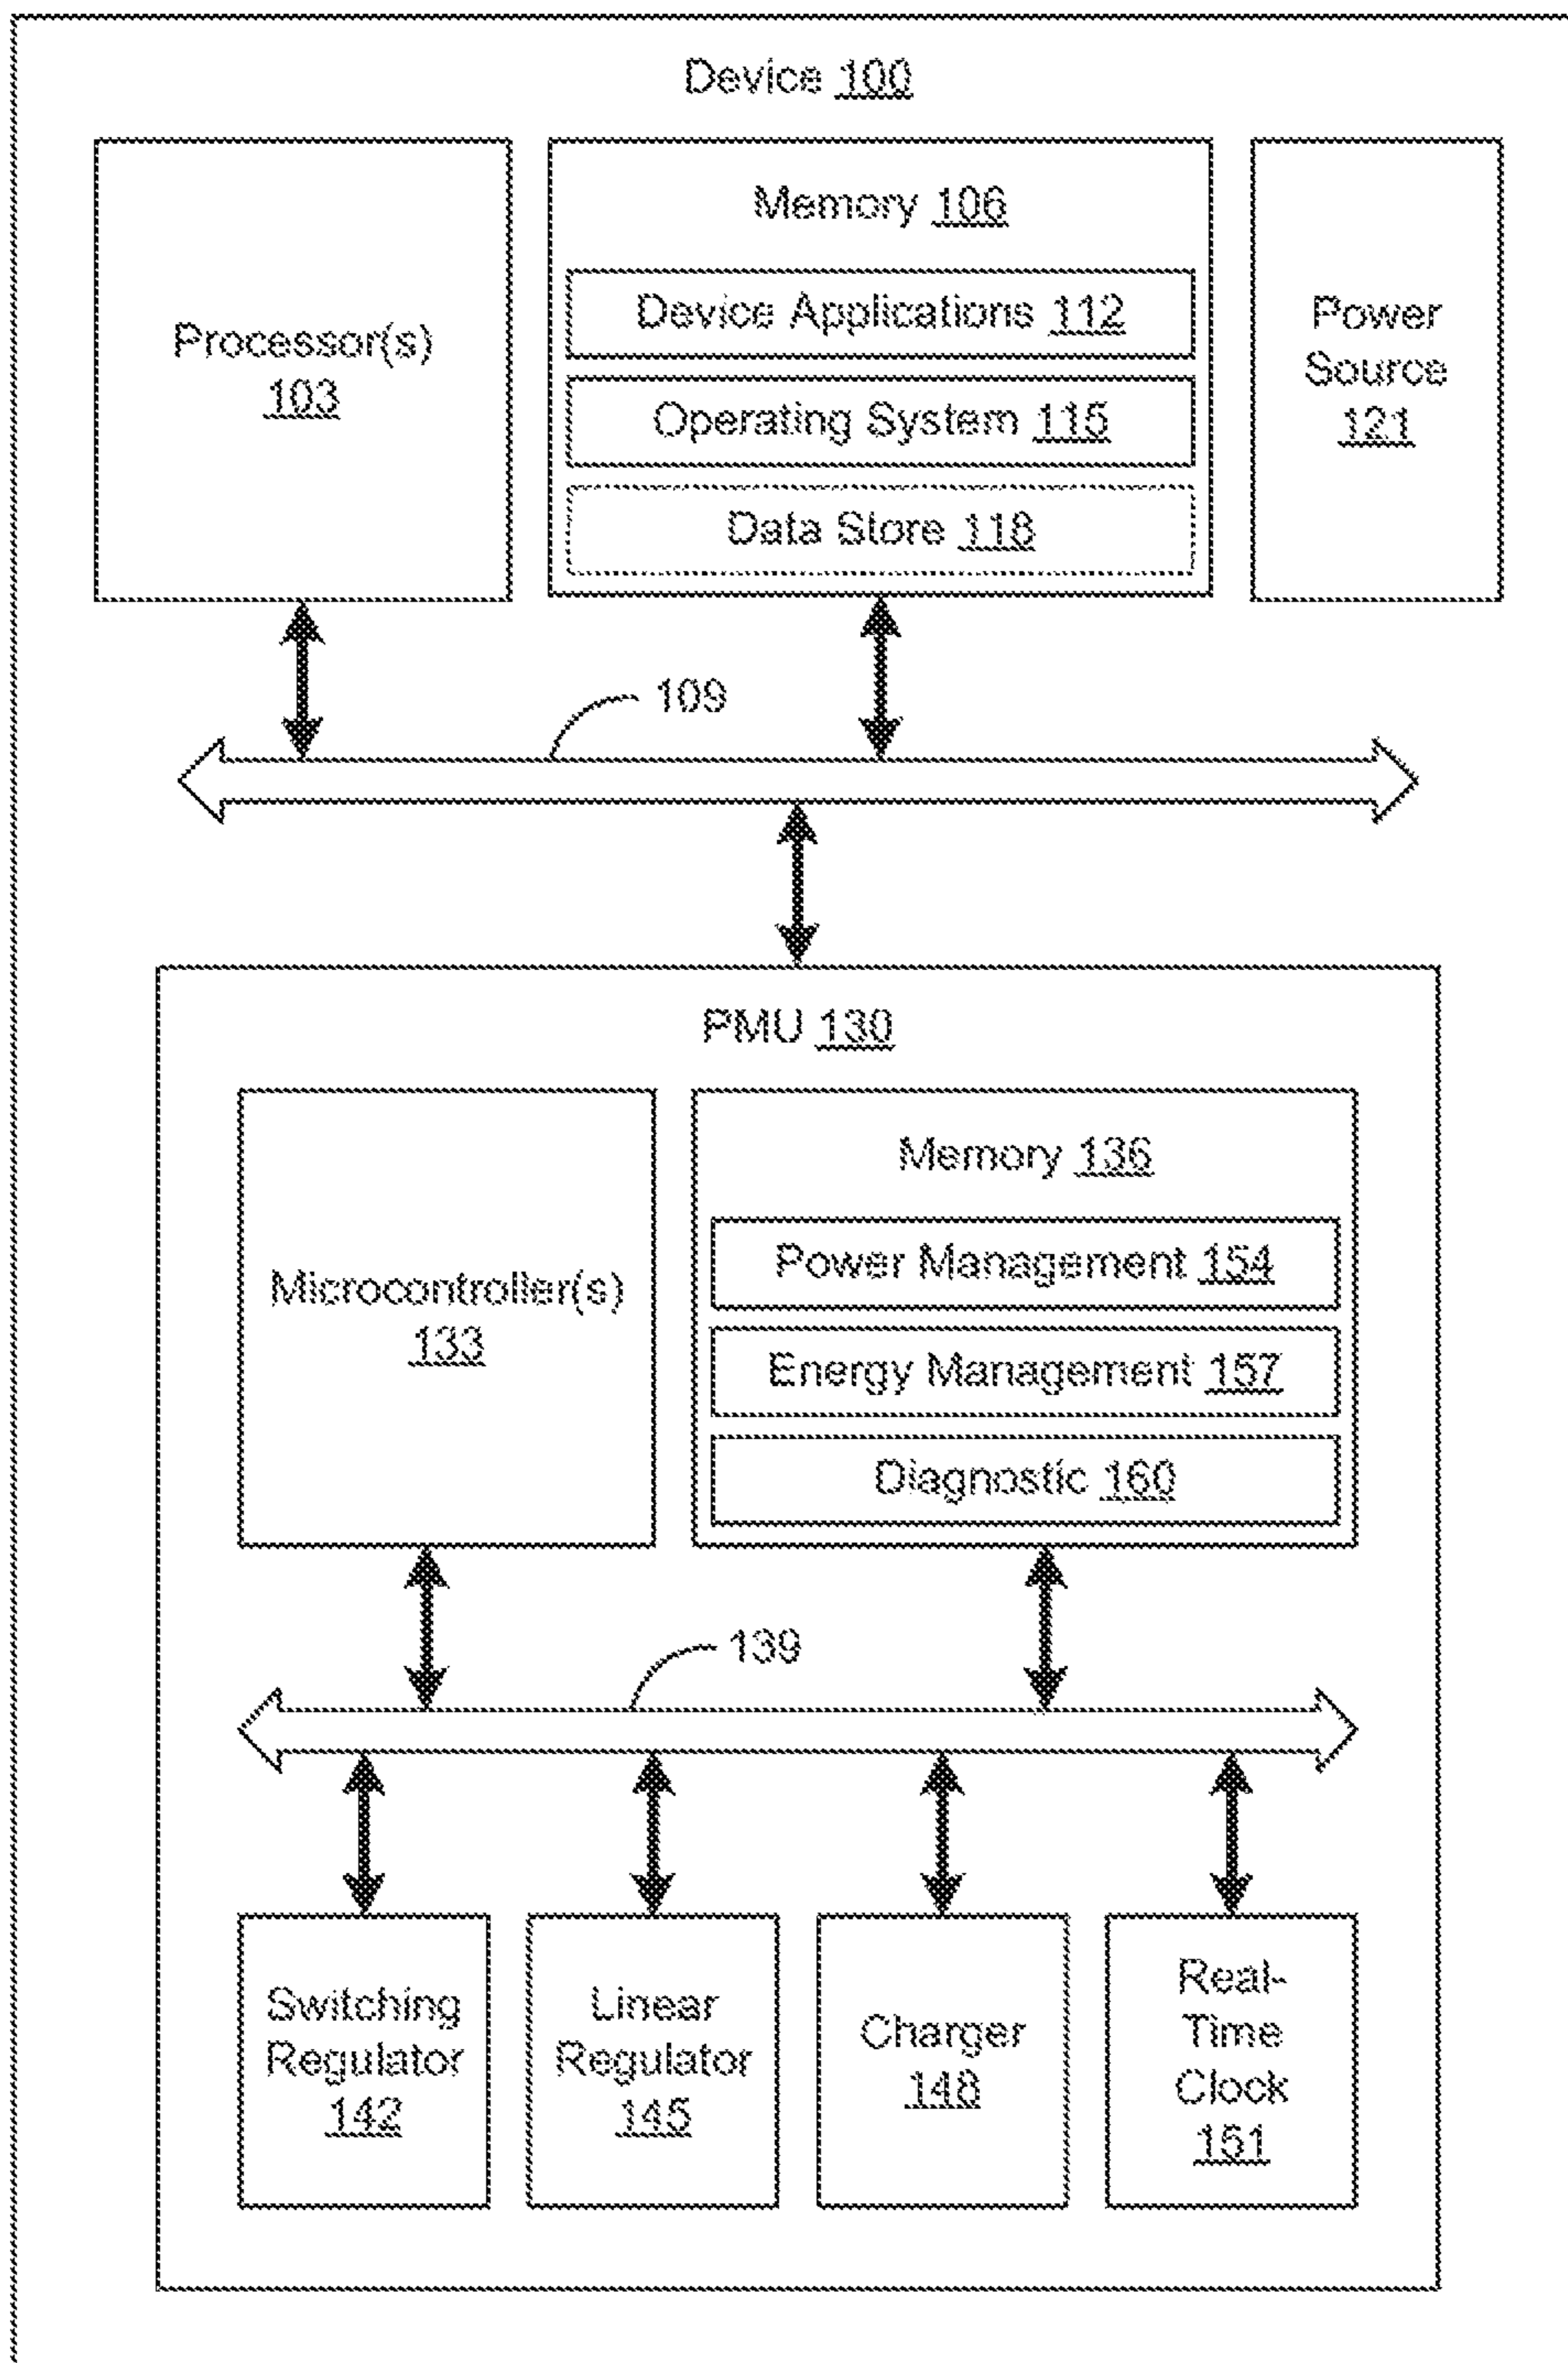 Device 100
Processor(s)
103
Memory 106
Device Applications 112
Operating System 115
Data Store 118
Power
Source
121
109
PMU 130
Microcontroller(s)
133
Memory 136
Power Management 154
Energy Management 157
Diagnostic 160
139
Switching
Regulator
142
Linear
Regulator
145
Charger
148
Real-
Time
Clock
151